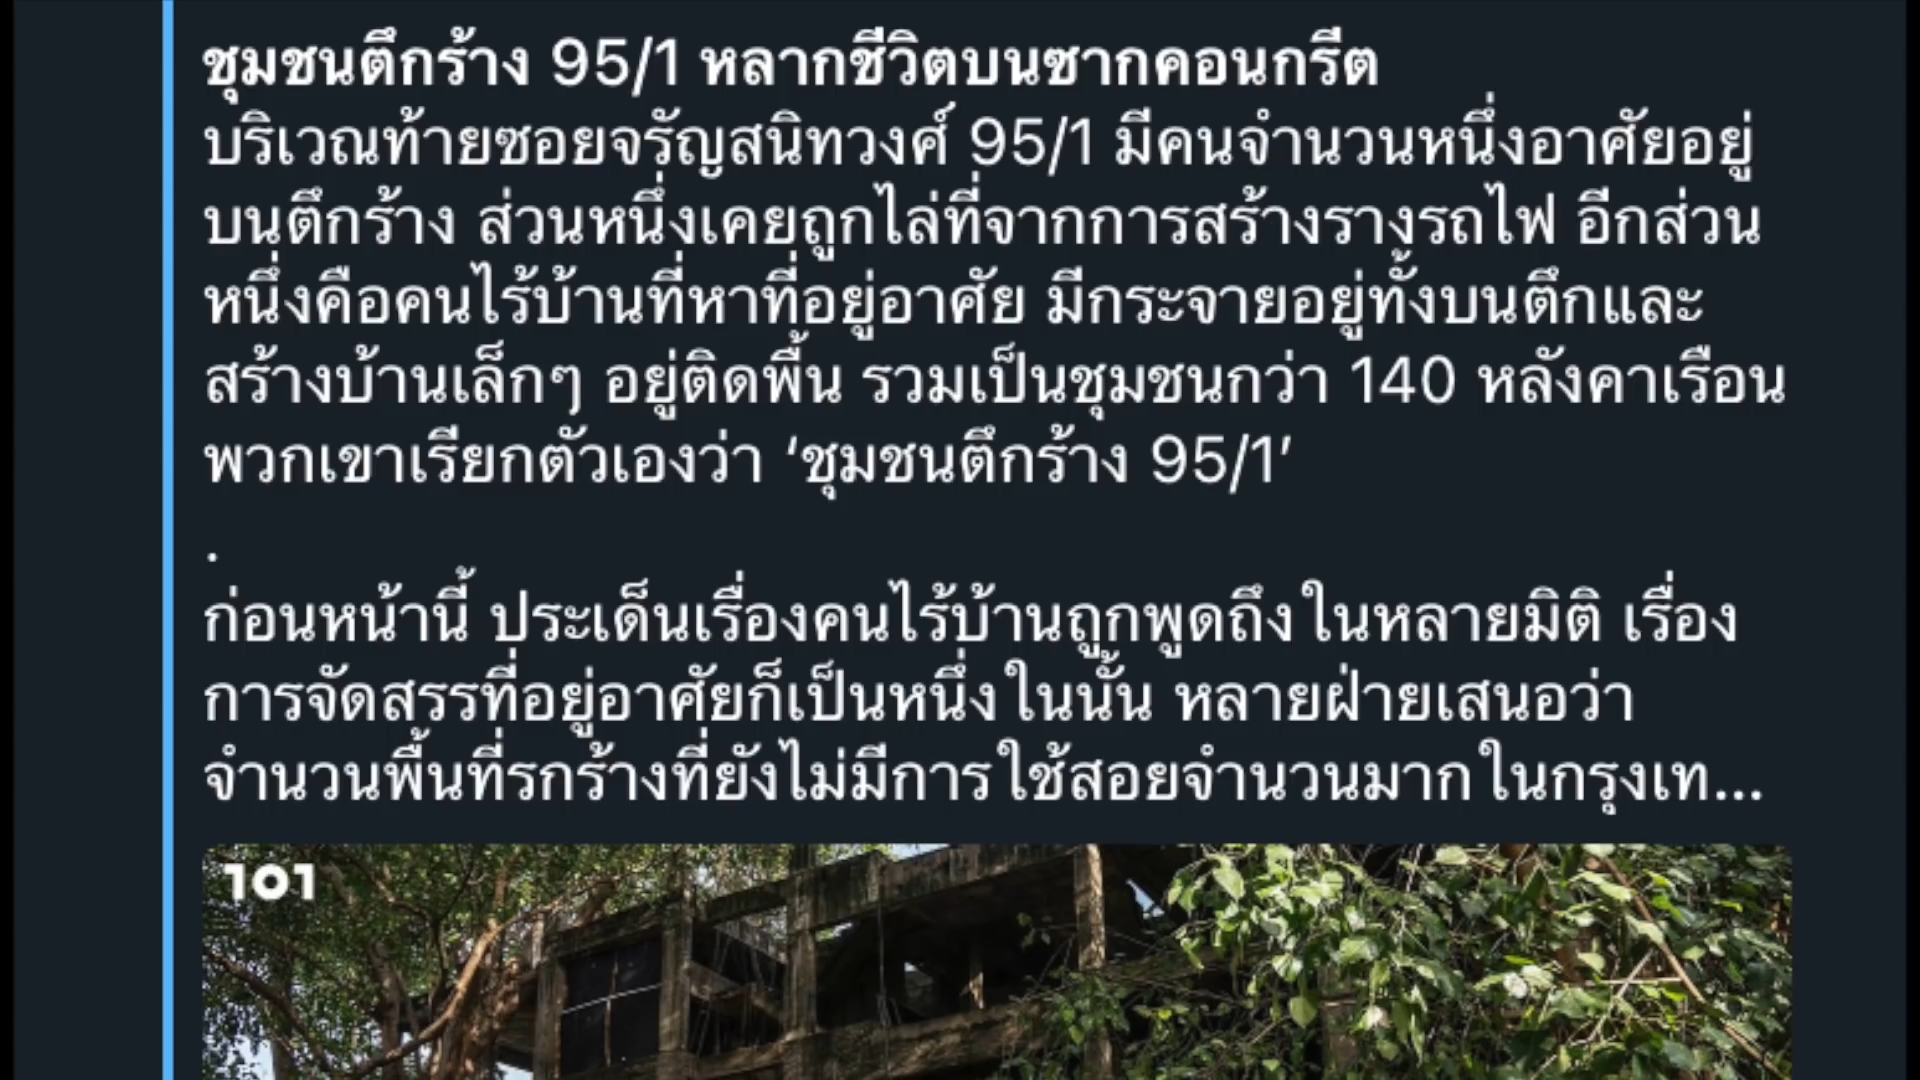 ชุมชนตึกร้าง 95/1 หลากชีวิตบนซากคอนกรีต
บริเวณท้ายซอยจรัญสนิทวงศ์ 95/1 มีคนจำนวนหนึ่งอาศัยอยู่
บนตึกร้าง ส่วนหนึ่งเคยถูกไล่ที่จากการสร้างรางรถไฟ อีกส่วน
หนึ่งคือคนไร้บ้านที่หาที่อยู่อาศัย มีกระจายอยู่ทั้งบนตึกและ
สร้างบ้านเล็กๆ อยู่ติดพื้น รวมเป็นชุมชนกว่า 140 หลังคาเรือน
พวกเขาเรียกตัวเองว่า ‘ชุมชนตึกร้าง 95/1’
.
ก่อนหน้านี้ ประเด็นเรื่องคนไร้บ้านถูกพูดถึงในหลายมิติ เรื่อง
การจัดสรรที่อยู่อาศัยก็เป็นหนึ่งในนั้น หลายฝ่ายเสนอว่า
จำนวนพื้นที่รกร้างที่ยังไม่มีการใช้สอยจำนวนมากในกรุงเท...
101